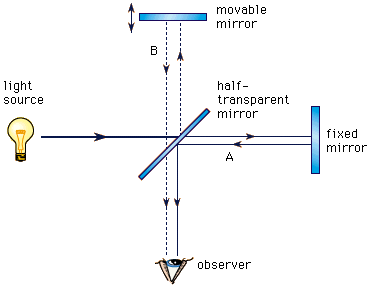 movable
mirror
B
light
source
half-
transparent
mirror
fixed
mirror
A
observer